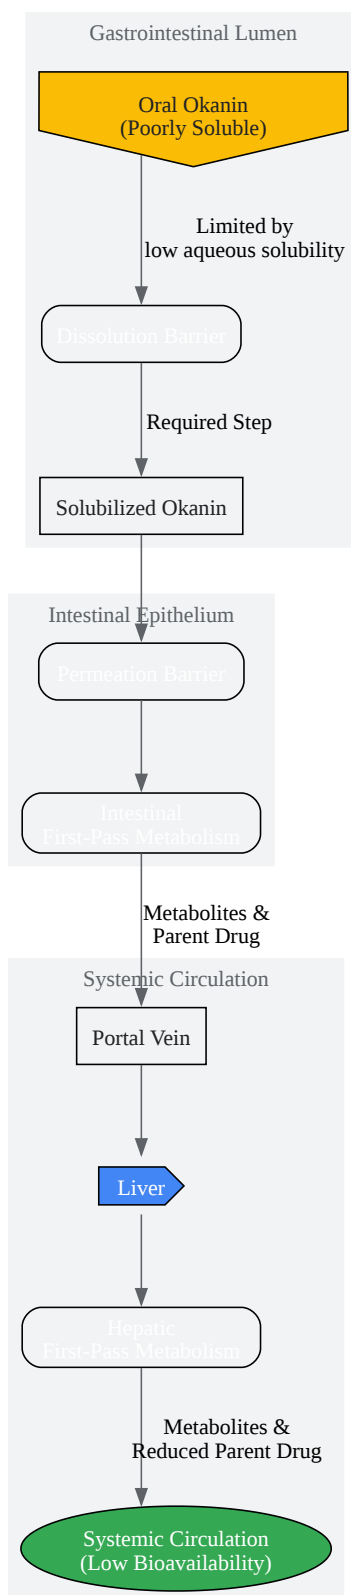 Gastrointestinal Lumen
Oral Okanin
(Poorly Soluble)
Limited by
low aqueous solubility
Dissolution Barrier
Required Step
Solubilized Okanin
Intestinal Epithelium
Permeation Barrier
Intestinal
First-Pass Metabolism
Metabolites &
Parent Drug
Systemic Circulation
Portal Vein
Liver
Hepatic
First-Pass Metabolism
Metabolites &
Reduced Parent Drug
Systemic Circulation
(Low Bioavailability)